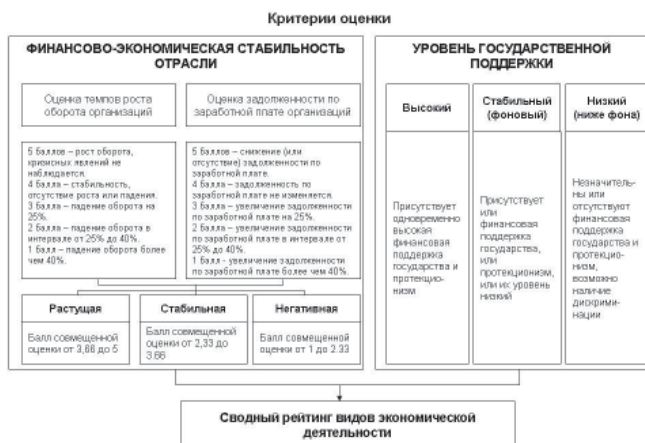 Критерии оценки
ФИНАНСОВО-ЭКОНОМИЧЕСКАЯ СТАБИЛЬНОСТЬ
ОТРАСЛИ
Оценка темпов роста
оборота организаций
Оценка задолженности по
заработной плате организаций
5 баллов – рост оборота,
кризисных явлений не
наблюдается.
4 балла – стабильность,
отсутствие роста или падения.
3 балла – падение оборота на
25%.
2 балла – падение оборота в
интервале от 25% до 40%.
1 балл – падение оборота более
чем 40%.
5 баллов – снижение (или
отсутствие) задолженности по
заработной плате.
4 балла – задолженность по
заработной плате не изменяется.
3 балла – увеличение задолженности
по заработной плате на 25%.
2 балла – увеличение задолженности
по заработной плате в интервале от
25% до 40%.
1 балл - увеличение задолженности
по заработной плате более чем 40%.
Растущая
Балл совмещенной
оценки от 3,66 до 5
Стабильная
Балл совмещенной
оценки от 2,33 до
3.66
Негативная
Балл совмещенной
оценки от 1 до 2.33
УРОВЕНЬ ГОСУДАРСТВЕННОЙ
ПОДДЕРЖКИ
Высокий
Присутствует
одновременно
высокая
финансовая
поддержка
государства и
протекцио-
низм
Стабильный
(фоновый)
Присутствует
или
финансовая
поддержка
государства,
или
протекционизм,
или их уровень
низкий
Низкий
(ниже фона)
Незначитель-
ны или
отсутствуют
финансовая
поддержка
государства и
протекцио-
низм,
возможно
наличие
дискрими-
нации
Сводный рейтинг видов экономической
деятельности